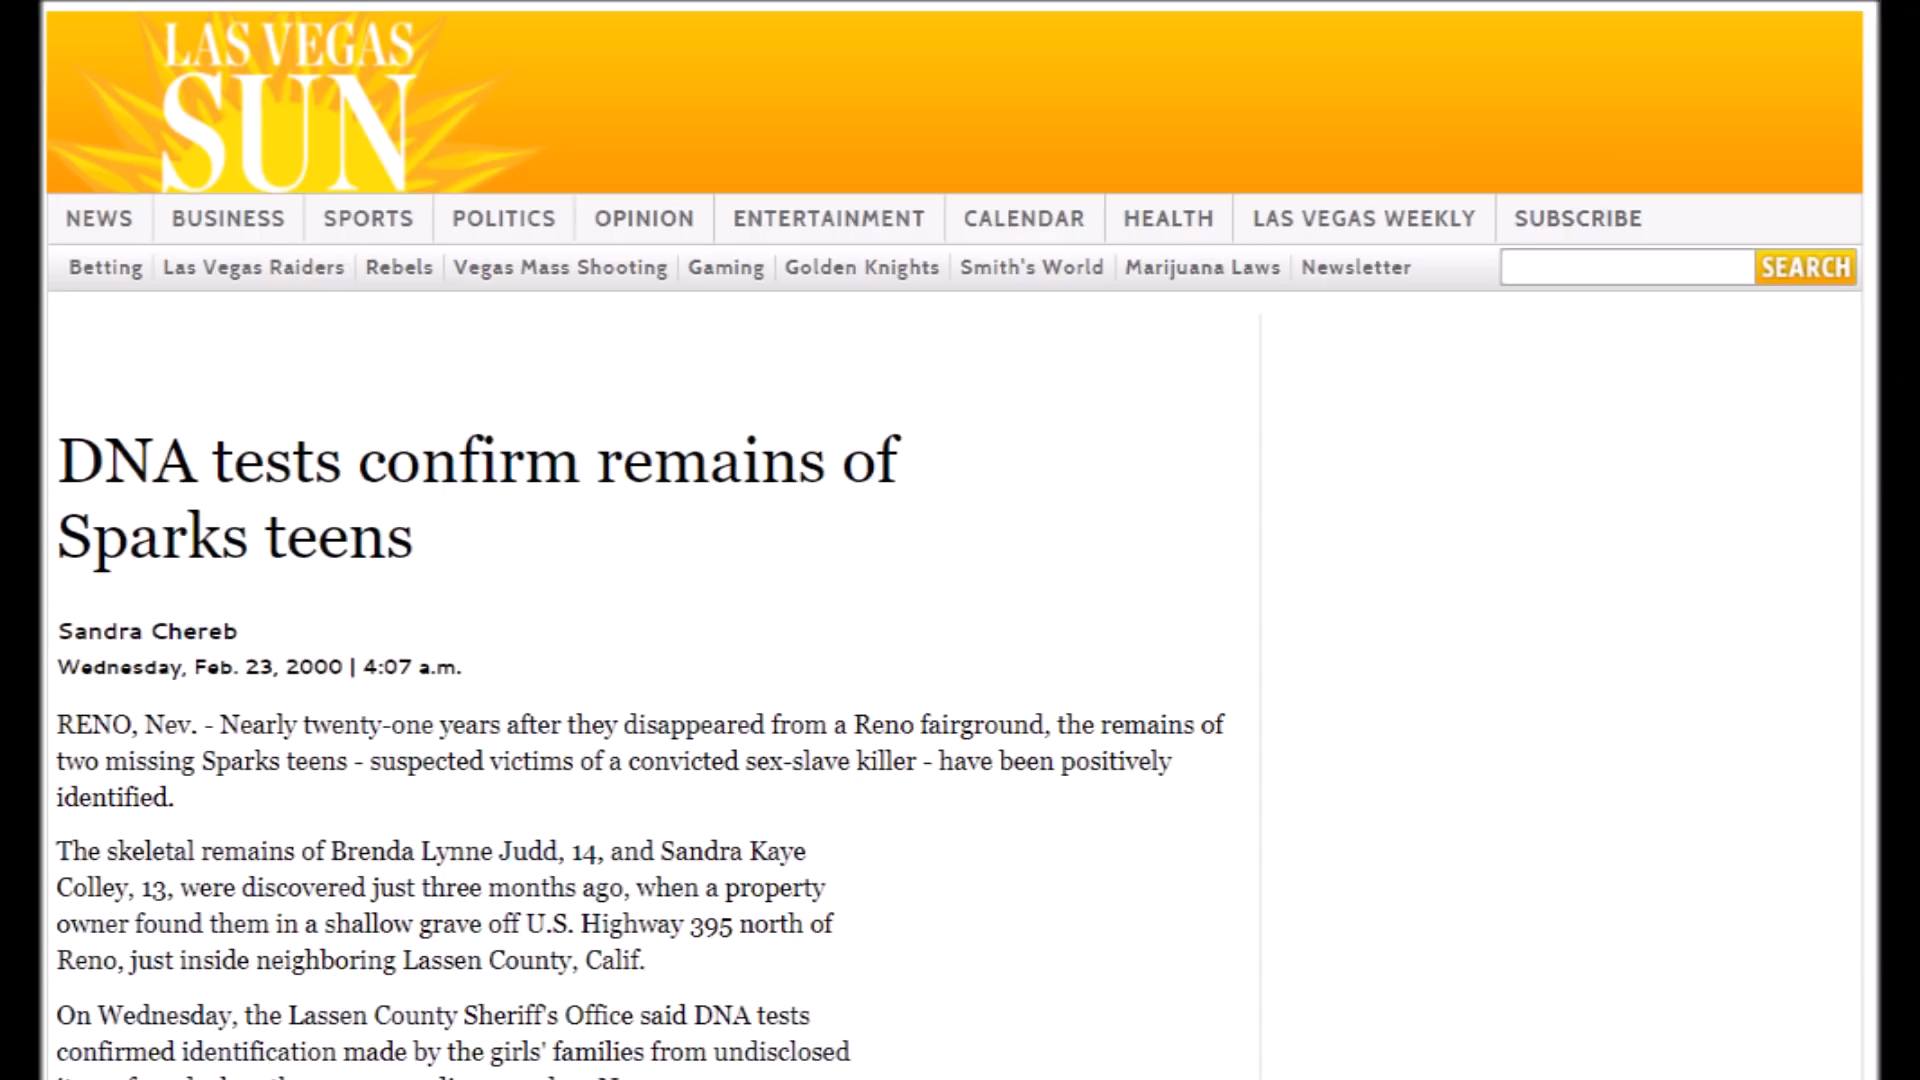 LAS VEGAS
SUN
NEWS BUSINESS SPORTS POLITICS OPINION ENTERTAINMENT CALENDAR HEALTH LAS VEGAS WEEKLY SUBSCRIBE
Betting Las Vegas Raiders Rebels Vegas Mass Shooting Gaming Golden Knights Smith's World Marijuana Laws Newsletter SEARCH
DNA tests confirm remains of
Sparks teens
Sandra Chereb
Wednesday, Feb. 23, 2000 | 4:07 a.m.
RENO, Nev. - Nearly twenty-one years after they disappeared from a Reno fairground, the remains of
two missing Sparks teens - suspected victims of a convicted sex-slave killer - have been positively
identified.
The skeletal remains of Brenda Lynne Judd, 14, and Sandra Kaye
Colley, 13, were discovered just three months ago, when a property
owner found them in a shallow grave off U.S. Highway 395 north of
Reno, just inside neighboring Lassen County, Calif.
On Wednesday, the Lassen County Sheriff's Office said DNA tests
confirmed identification made by the girls' families from undisclosed